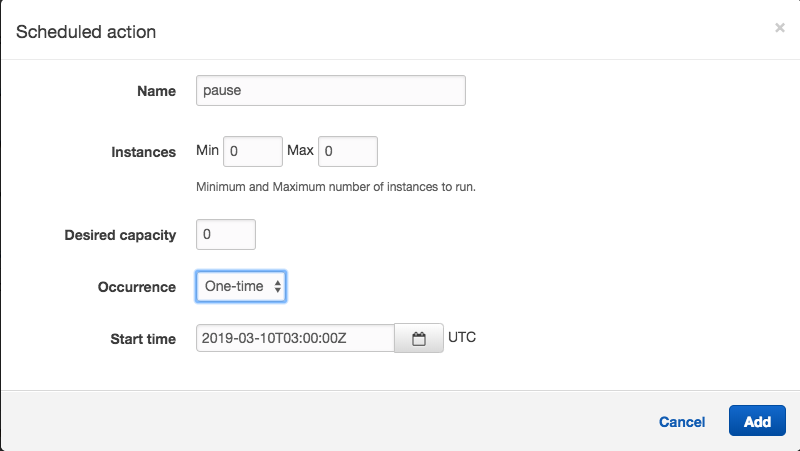 Scheduled action ×
Name pause
Instances Min 0 Max 0
Minimum and Maximum number of instances to run.
Desired capacity 0
Occurrence One-time
Start time 2019-03-10T03:00:00Z UTC
Cancel Add